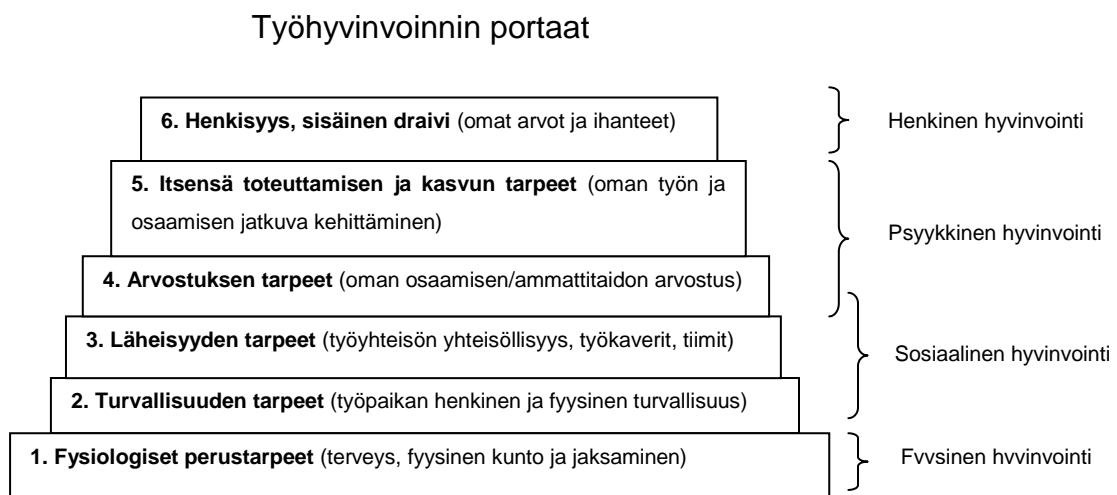 Työhyvinvoinnin portaat
6. Henkisyys, sisäinen draivi (omat arvot ja ihanteet)
Henkinen hyvinvointi
5. Itsensä toteuttamisen ja kasvun tarpeet (oman työn ja
osaamisen jatkuva kehittäminen)
Psyykkinen hyvinvointi
4. Arvostuksen tarpeet (oman osaamisen/ammattitaidon arvostus)
3. Läheisyyden tarpeet (työyhteisön yhteisöllisyys, työkaverit, tiimit)
Sosiaalinen hyvinvointi
2. Turvallisuuden tarpeet (työpaikan henkinen ja fyysinen turvallisuus)
1. Fysiologiset perustarpeet (terveys, fyysinen kunto ja jaksaminen)
Fyysinen hyvinvointi